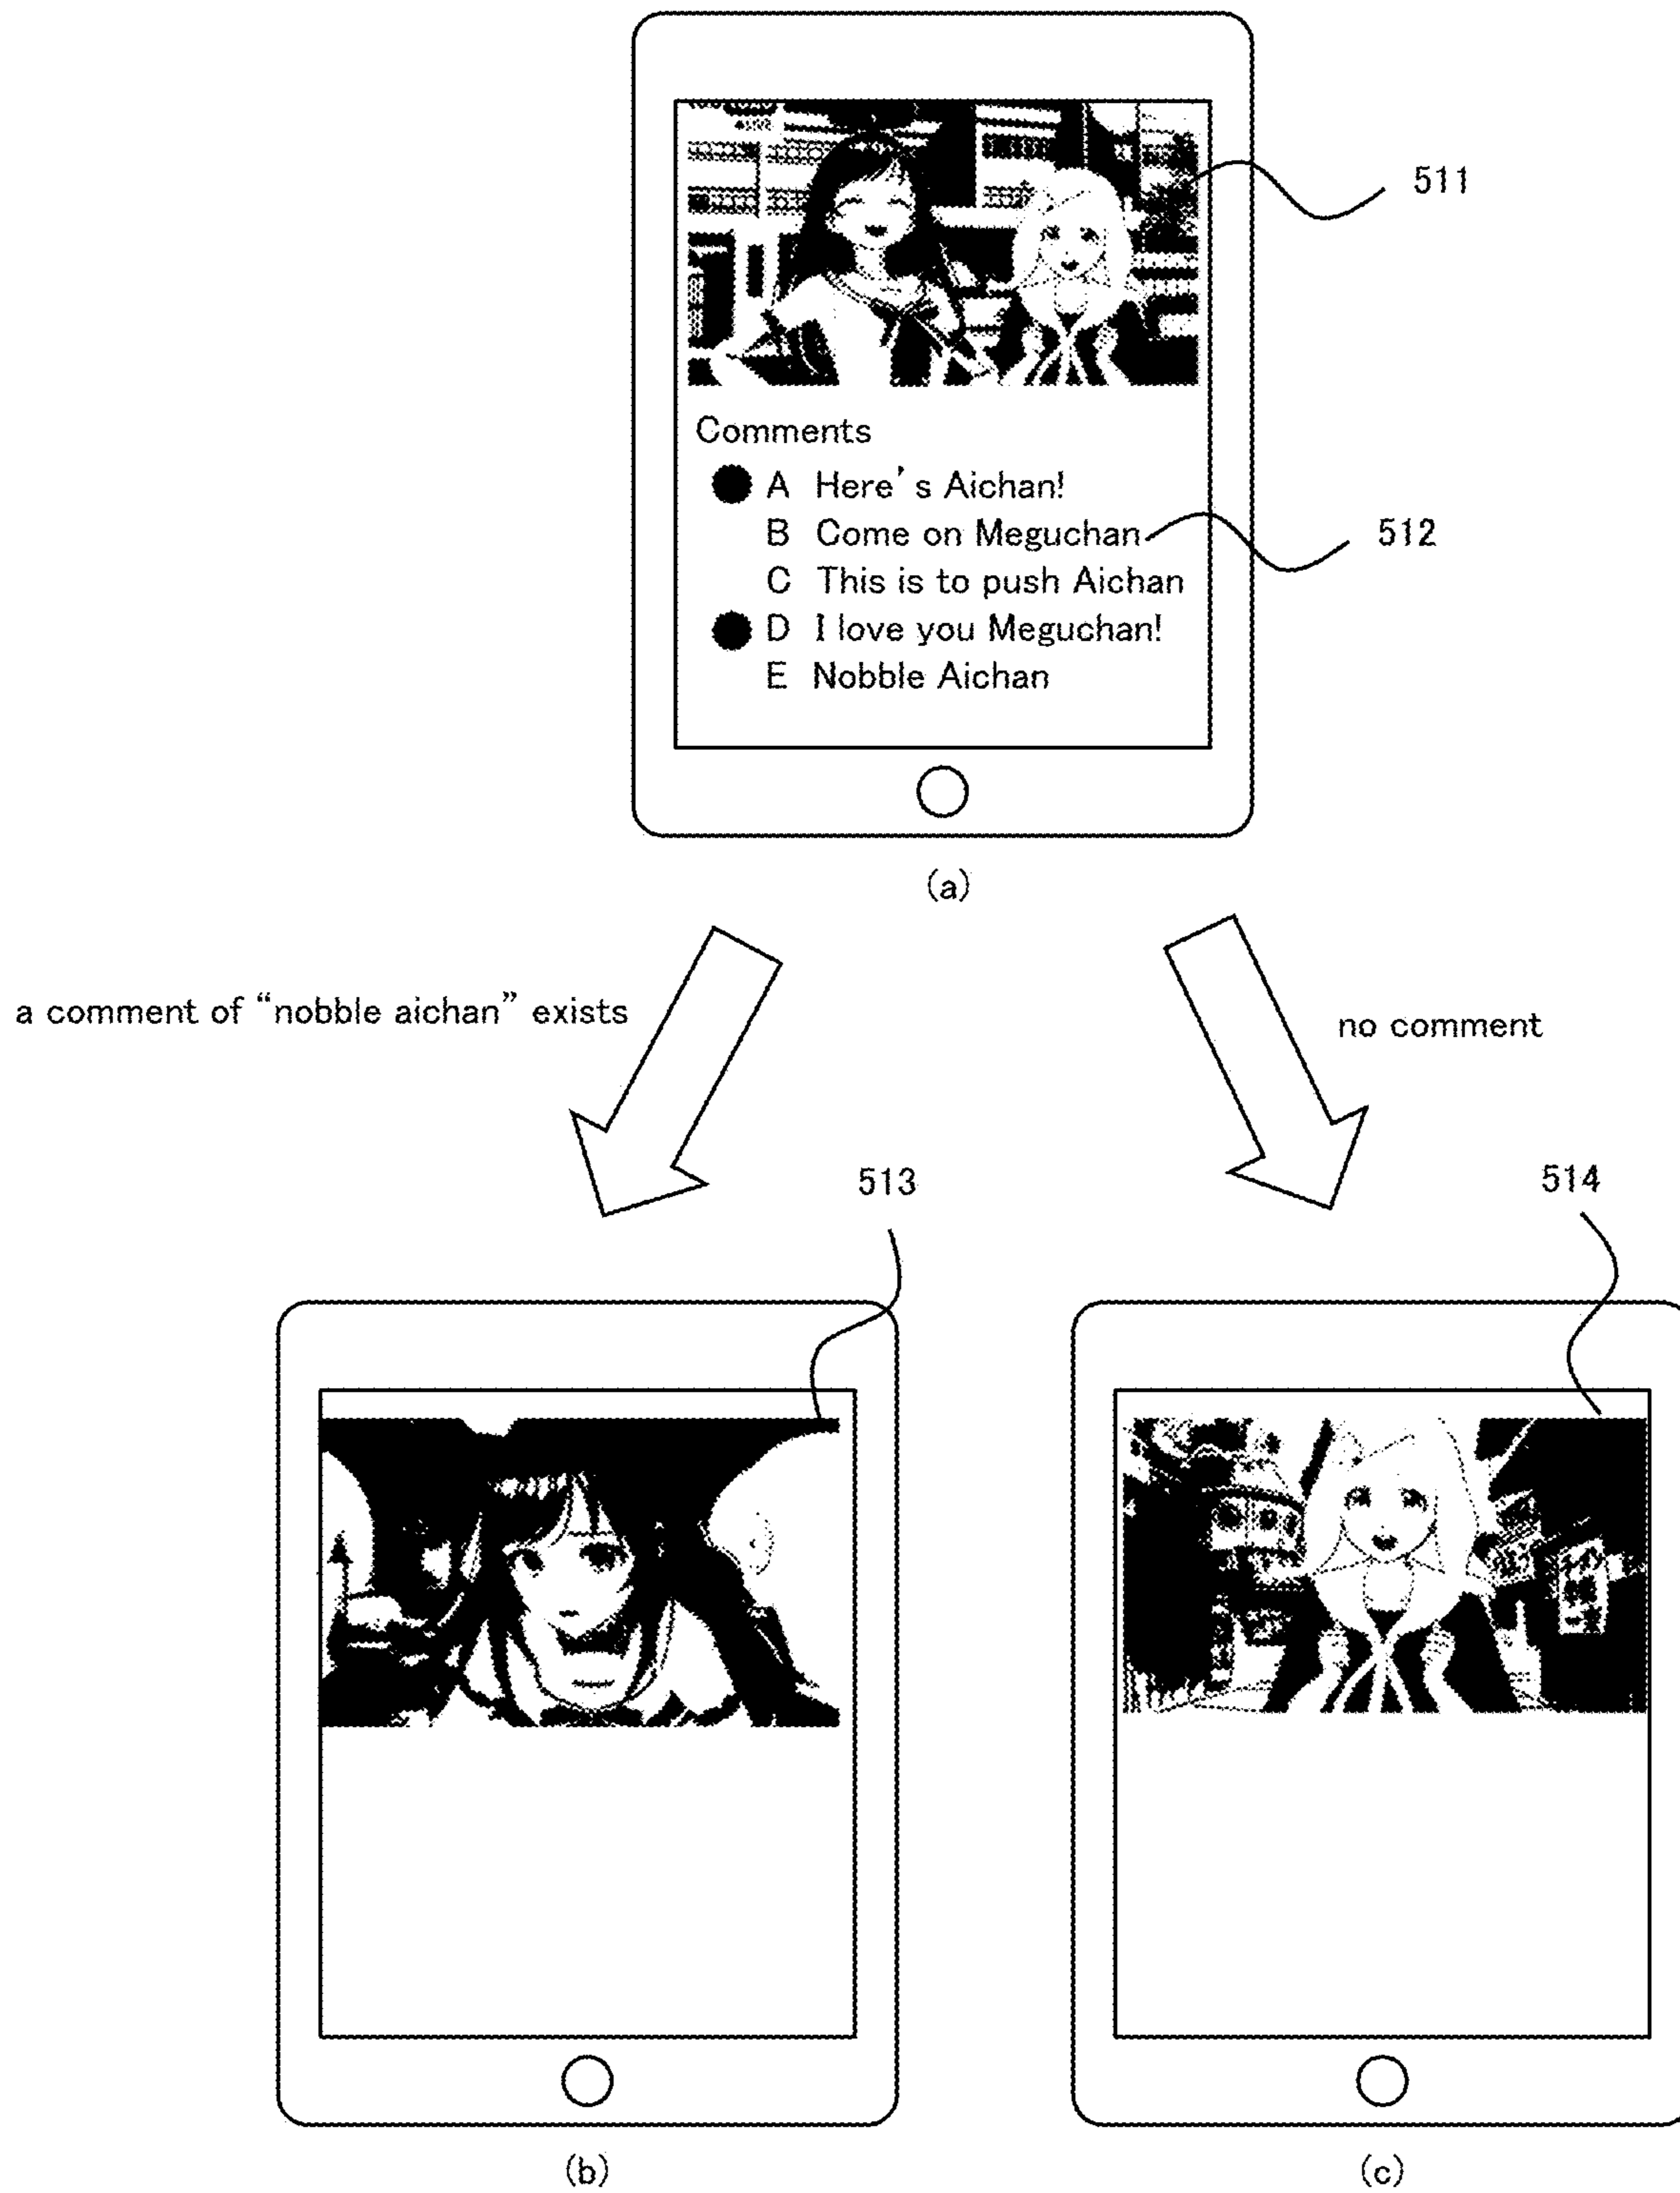 511
Comments
A Here's Aichan!
B Come on Meguchan
512
C This is to push Aichan
D I love you Meguchan!
E Nobble Aichan
(a)
a comment of “nobble aichan” exists
no comment
513
514
(b)
(c)